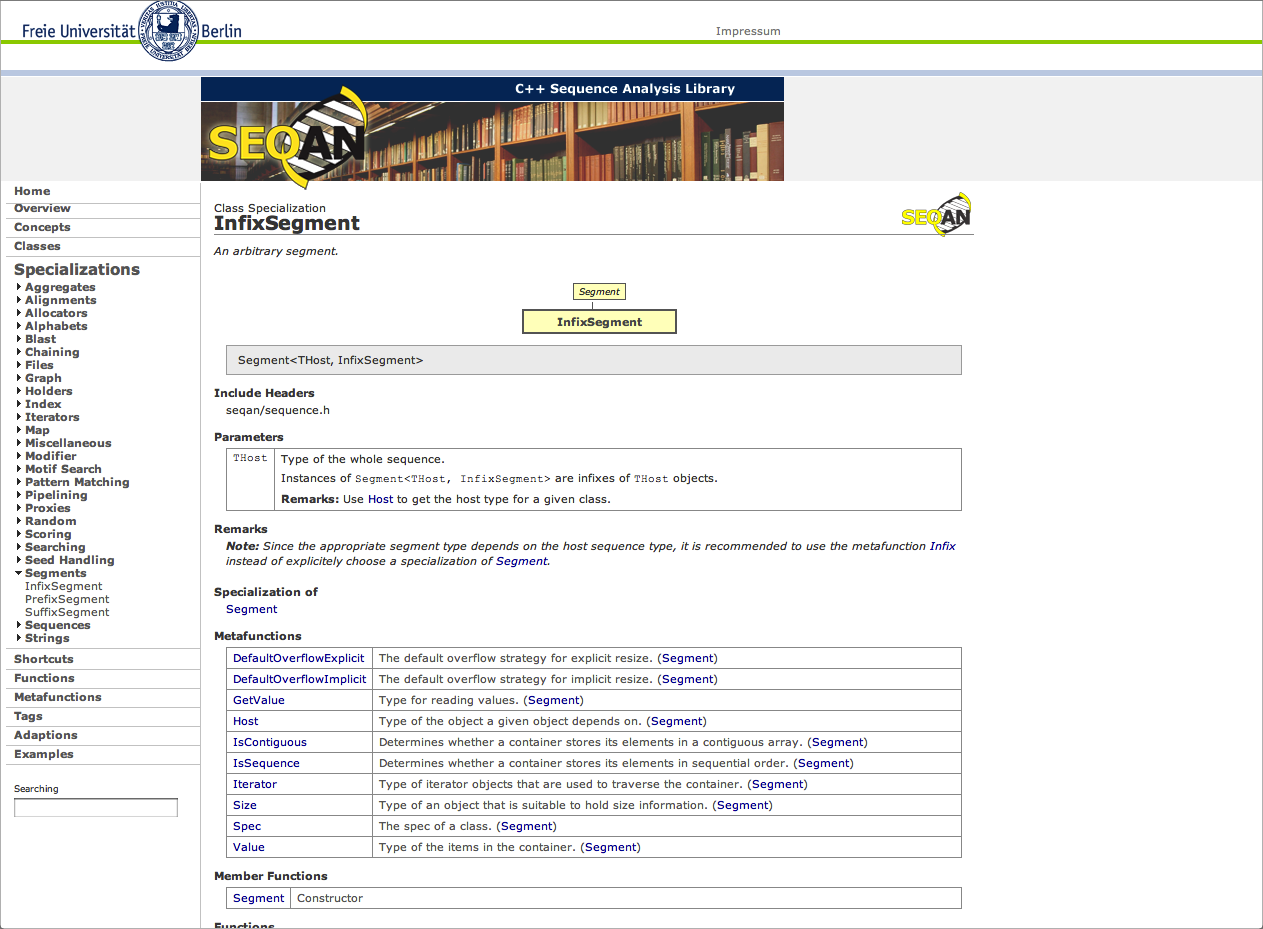 Freie Universität Berlin
Impressum
C++ Sequence Analysis Library
SEQAN
Home
Overview
Concepts
Classes
Specializations
Aggregates
Alignments
Allocators
Alphabets
Blast
Chaining
Files
Graph
Holders
Index
Iterators
Map
Miscellaneous
Modifier
Motif Search
Pattern Matching
Pipelining
Proxies
Random
Scoring
Searching
Seed Handling
Segments
InfixSegment
PrefixSegment
SuffixSegment
Sequences
Strings
Shortcuts
Functions
Metafunctions
Tags
Adaptions
Examples
Searching
Class Specialization
InfixSegment
SEQAN
An arbitrary segment.
Segment
InfixSegment
Segment<THost, InfixSegment>
Include Headers
seqan/sequence.h
Parameters
THost Type of the whole sequence.
Instances of Segment<THost, InfixSegment> are infixes of THost objects.
Remarks: Use Host to get the host type for a given class.
Remarks
Note: Since the appropriate segment type depends on the host sequence type, it is recommended to use the metafunction Infix
instead of explicitely choose a specialization of Segment.
Specialization of
Segment
Metafunctions
DefaultOverflowExplicit The default overflow strategy for explicit resize. (Segment)
DefaultOverflowImplicit The default overflow strategy for implicit resize. (Segment)
GetValue Type for reading values. (Segment)
Host Type of the object a given object depends on. (Segment)
IsContiguous Determines whether a container stores its elements in a contiguous array. (Segment)
IsSequence Determines whether a container stores its elements in sequential order. (Segment)
Iterator Type of iterator objects that are used to traverse the container. (Segment)
Size Type of an object that is suitable to hold size information. (Segment)
Spec The spec of a class. (Segment)
Value Type of the items in the container. (Segment)
Member Functions
Segment Constructor
Functions